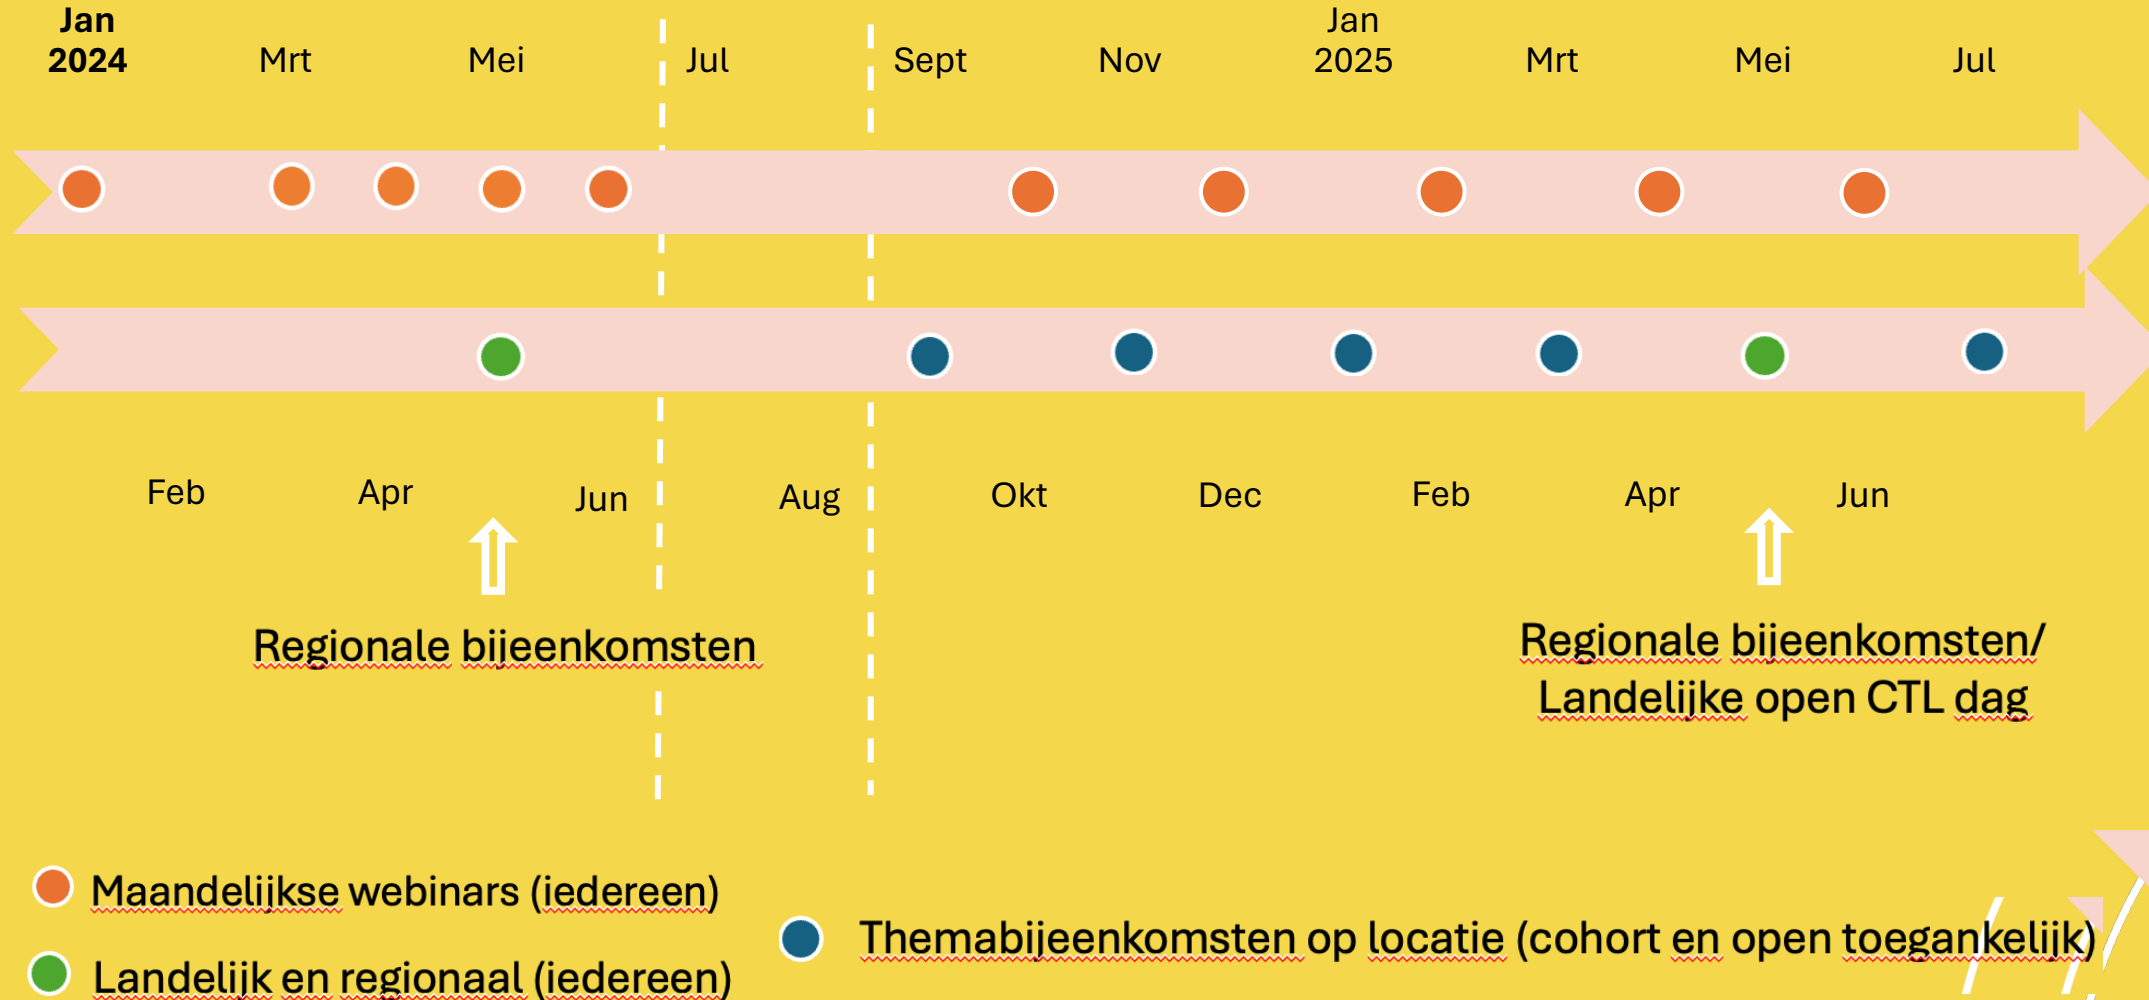 Jan
2024
Mrt
Mei
Jul
Sept
Nov
Jan
2025
Mrt
Mei
Jul
Feb
Apr
Jun
Aug
Okt
Dec
Feb
Apr
Jun
Regionale bijeenkomsten
Regionale bijeenkomsten/
Landelijke open CTL dag
Maandelijkse webinars (iedereen)
Landelijk en regionaal (iedereen)
Themabijeenkomsten op locatie (cohort en open toegankelijk)